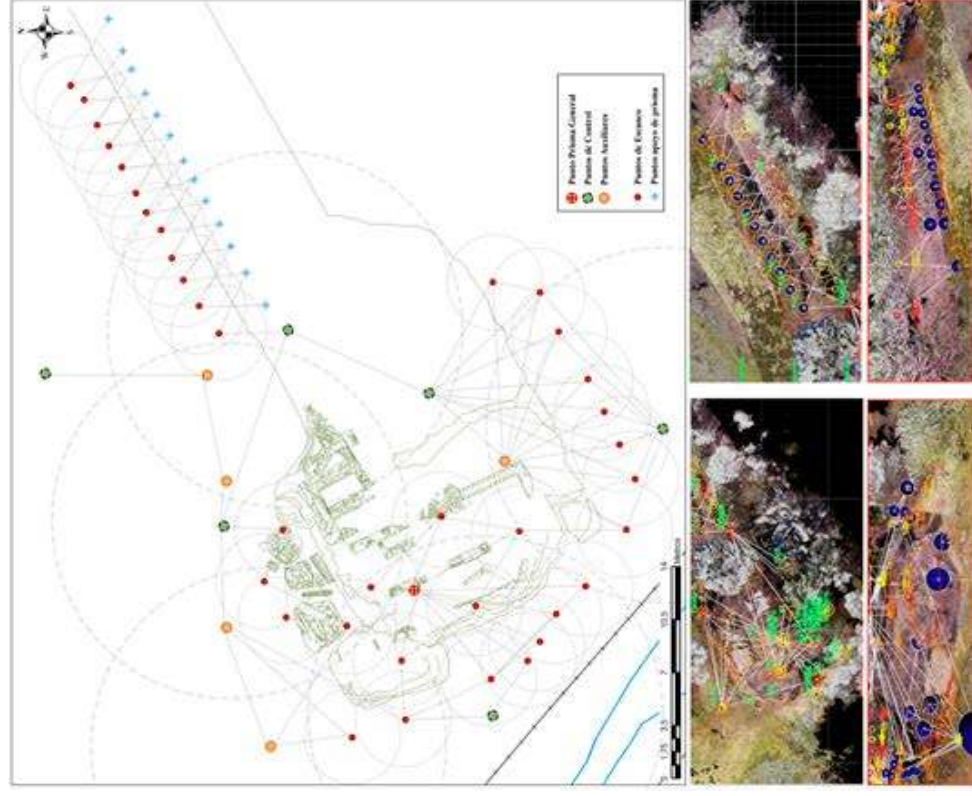 Punto Prisma General
Puntos de Control
Puntos Auxiliares
Puntos de Escaneo
Puntos apoyo de prisma
0 1.75 3.5 7 10.5 14
Metros